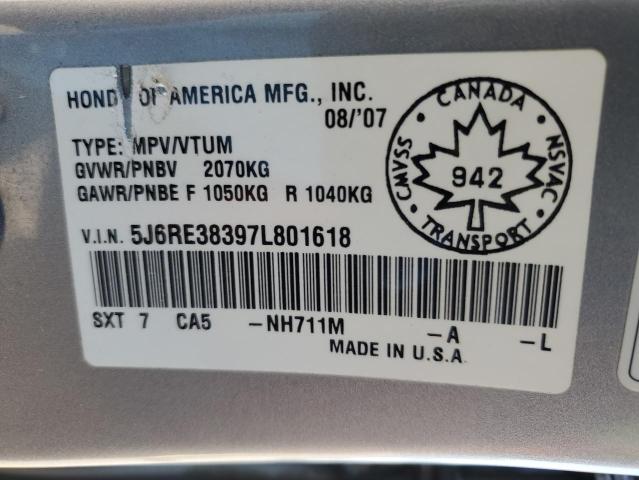 HOND OF AMERICA MFG., INC.
08/'07
TYPE: MPV/VTUM
GVWR/PNBV 2070KG
GAWR/PNBE F 1050KG R 1040KG
V.I.N. 5J6RE38397L801618
SXT 7 CA5 -NH711M -A -L
MADE IN U.S.A.
CANADA
CMVSS 942 NSVAC
TRANSPORT